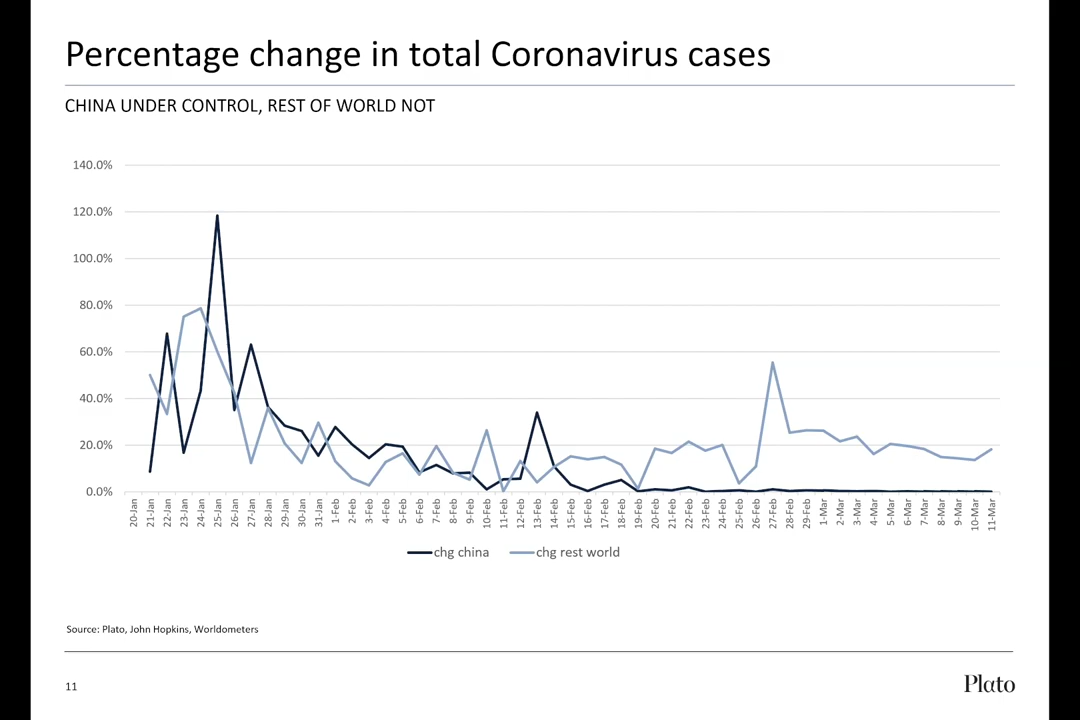 Percentage change in total Coronavirus cases
CHINA UNDER CONTROL, REST OF WORLD NOT
140.0%
120.0%
100.0%
80.0%
60.0%
40.0%
20.0%
0.0%
20-Jan
21-Jan
22-Jan
23-Jan
24-Jan
25-Jan
26-Jan
27-Jan
28-Jan
29-Jan
30-Jan
31-Jan
1-Feb
2-Feb
3-Feb
4-Feb
5-Feb
6-Feb
7-Feb
8-Feb
9-Feb
10-Feb
11-Feb
12-Feb
13-Feb
14-Feb
15-Feb
16-Feb
17-Feb
18-Feb
19-Feb
20-Feb
21-Feb
22-Feb
23-Feb
24-Feb
25-Feb
26-Feb
27-Feb
28-Feb
29-Feb
1-Mar
2-Mar
3-Mar
4-Mar
5-Mar
6-Mar
7-Mar
8-Mar
9-Mar
10-Mar
11-Mar
chg china
chg rest world
Source: Plato, John Hopkins, Worldometers
11
Plato